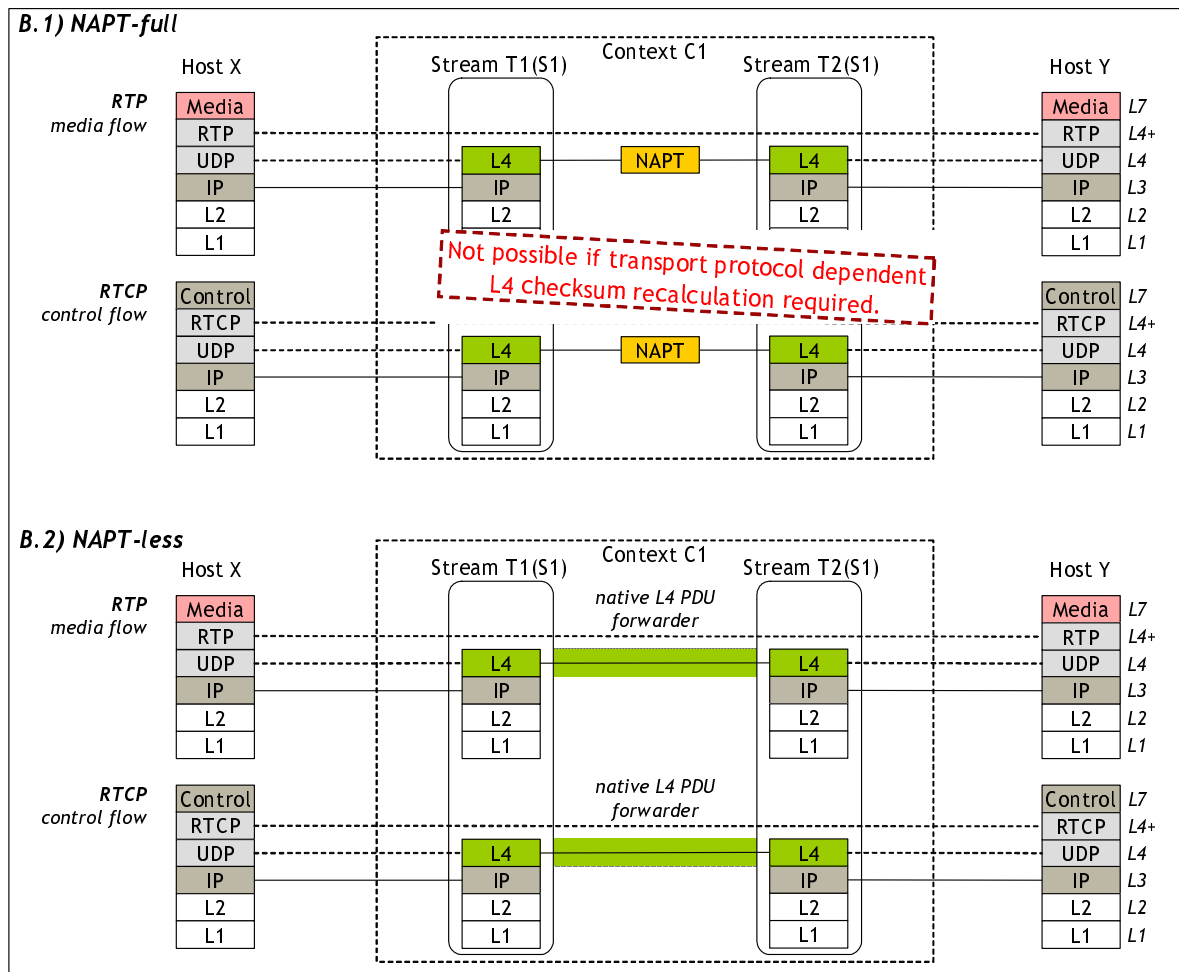 B.1) NAPT-full
Context C1
Host X
Stream T1(S1)
Stream T2(S1)
Host Y
RTP
media flow
Media
RTP
UDP
IP
L2
L1
L4
IP
L2
NAPT
L4
IP
L2
Media
RTP
UDP
IP
L2
L1
L7
L4+
L4
L3
L2
L1
Not possible if transport protocol dependent
L4 checksum recalculation required.
RTCP
control flow
Control
RTCP
UDP
IP
L2
L1
L4
IP
L2
L1
NAPT
L4
IP
L2
L1
Control
RTCP
UDP
IP
L2
L1
L7
L4+
L4
L3
L2
L1
B.2) NAPT-less
Context C1
Host X
Stream T1(S1)
Stream T2(S1)
Host Y
RTP
media flow
Media
RTP
UDP
IP
L2
L1
native L4 PDU
forwarder
L4
IP
L2
L1
L4
IP
L2
L1
Media
RTP
UDP
IP
L2
L1
L7
L4+
L4
L3
L2
L1
RTCP
control flow
Control
RTCP
UDP
IP
L2
L1
native L4 PDU
forwarder
L4
IP
L2
L1
L4
IP
L2
L1
Control
RTCP
UDP
IP
L2
L1
L7
L4+
L4
L3
L2
L1